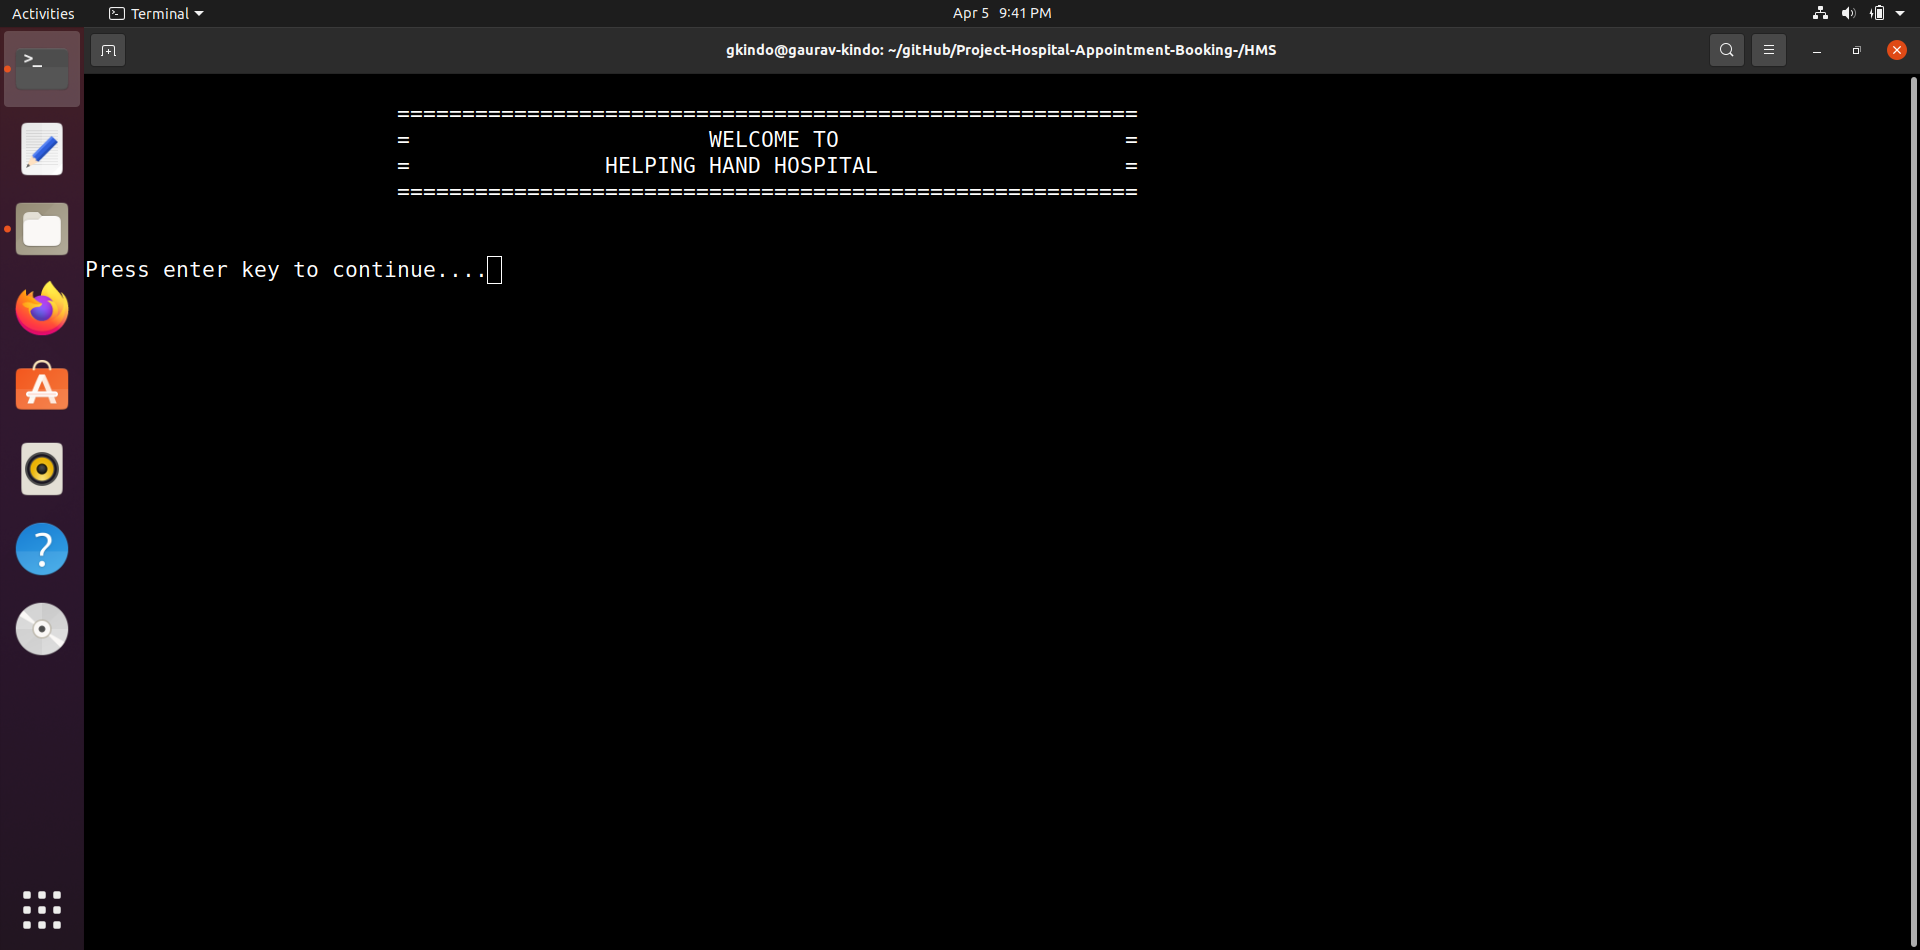 Activities Terminal Apr 5 9:41 PM
gkindo@gaurav-kindo: ~/gitHub/Project-Hospital-Appointment-Booking-/HMS
=========================================================
= WELCOME TO =
= HELPING HAND HOSPITAL =
=========================================================
Press enter key to continue....